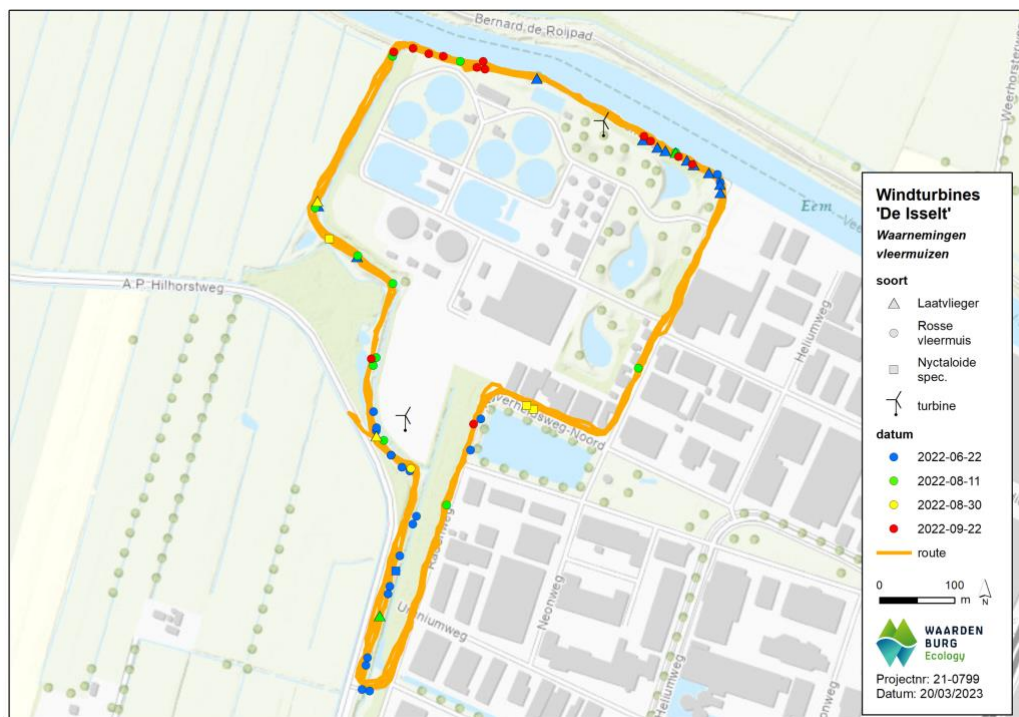 Bernard de Roijpad
Weerhorsterweg
Eem
A.P. Hilhorstweg
Heliumweg
Neonweg
Uraniumweg
Heliumweg
Windturbines
'De Isselt'
Waarnemingen
vleermuizen
soort
Laatvlieger
Rosse
vleermuis
Nyctaloide
spec.
turbine
datum
2022-06-22
2022-08-11
2022-08-30
2022-09-22
route
0 100
m
N
WAARDEN
BURG
Ecology
Projectnr: 21-0799
Datum: 20/03/2023